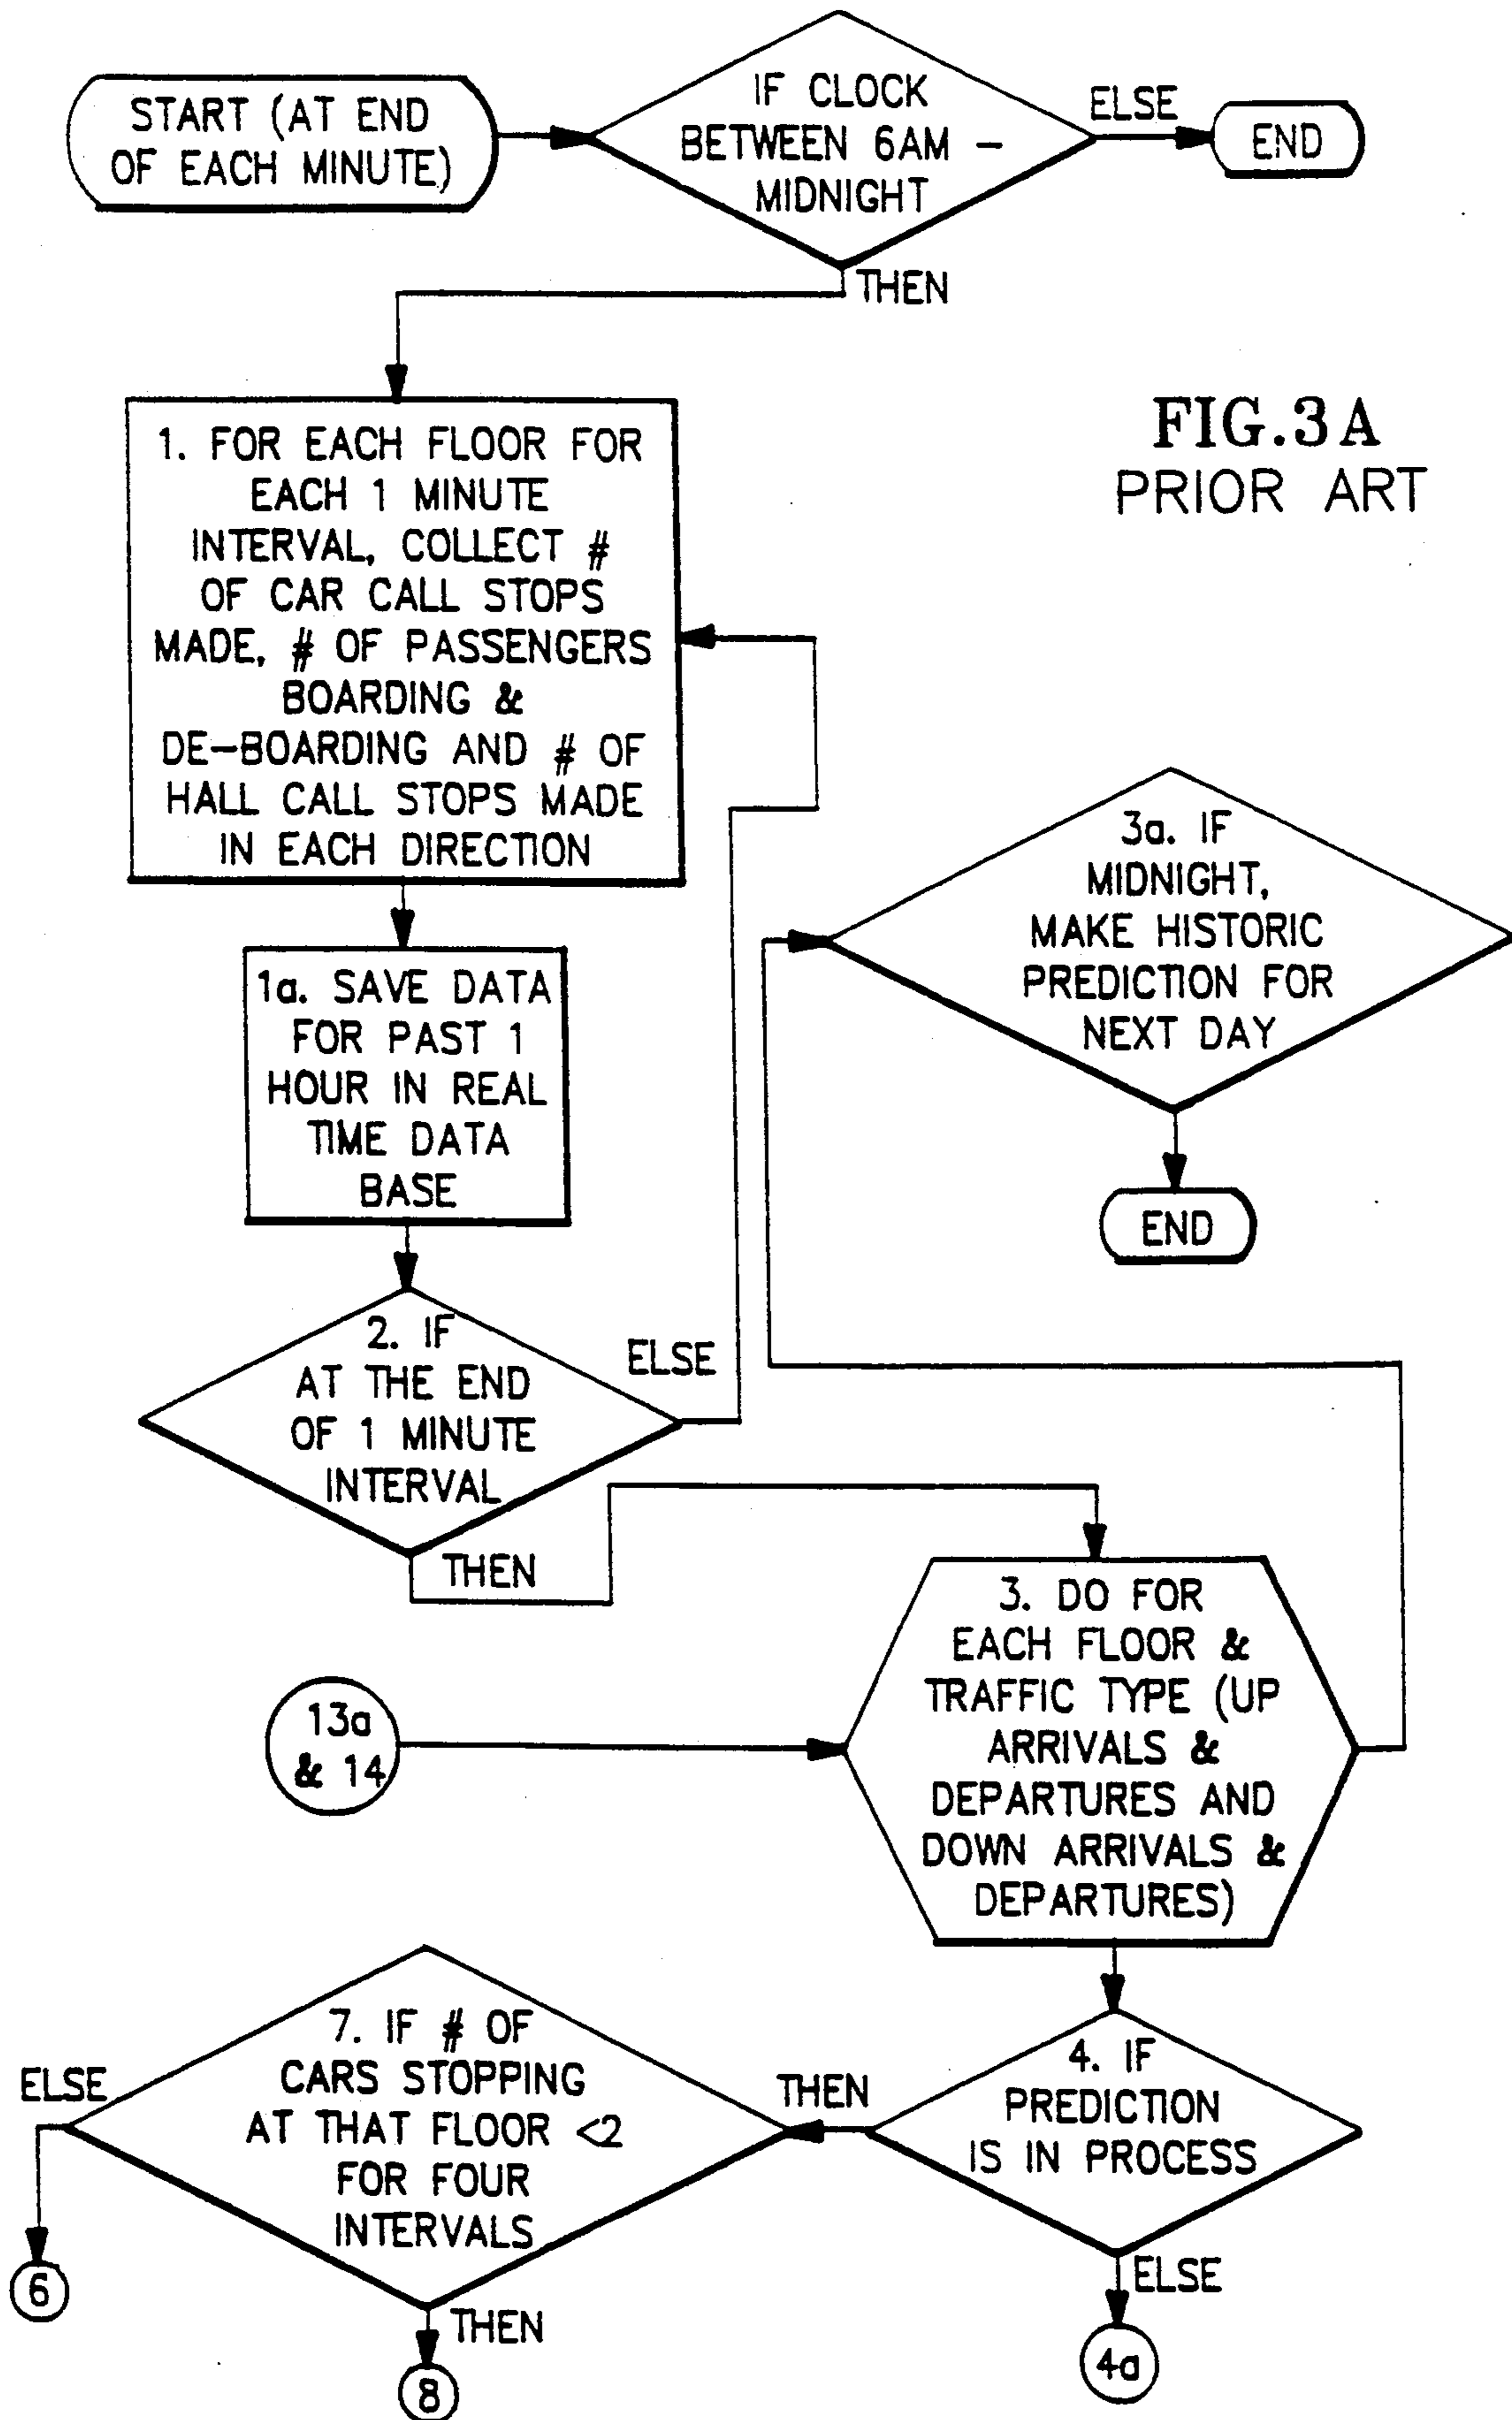 START (AT END
OF EACH MINUTE)
IF CLOCK
BETWEEN 6AM –
MIDNIGHT
ELSE
END
THEN
FIG.3A
PRIOR ART
1. FOR EACH FLOOR FOR
EACH 1 MINUTE
INTERVAL, COLLECT #
OF CAR CALL STOPS
MADE, # OF PASSENGERS
BOARDING &
DE–BOARDING AND # OF
HALL CALL STOPS MADE
IN EACH DIRECTION
1a. SAVE DATA
FOR PAST 1
HOUR IN REAL
TIME DATA
BASE
3a. IF
MIDNIGHT,
MAKE HISTORIC
PREDICTION FOR
NEXT DAY
END
2. IF
AT THE END
OF 1 MINUTE
INTERVAL
ELSE
THEN
3. DO FOR
EACH FLOOR &
TRAFFIC TYPE (UP
ARRIVALS &
DEPARTURES AND
DOWN ARRIVALS &
DEPARTURES)
13a
& 14
4. IF
PREDICTION
IS IN PROCESS
THEN
ELSE
4a
7. IF # OF
CARS STOPPING
AT THAT FLOOR <2
FOR FOUR
INTERVALS
ELSE
6
THEN
8